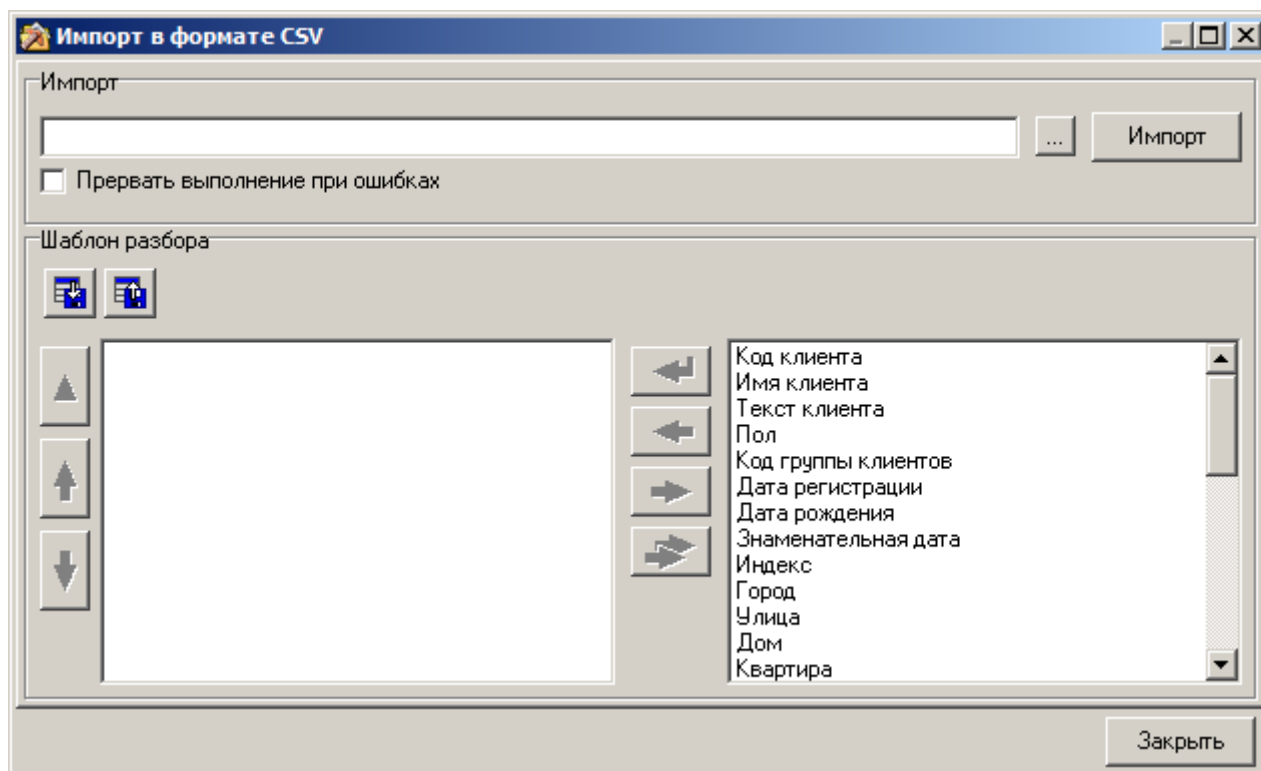 Импорт в формате CSV
Импорт
... Импорт
Прервать выполнение при ошибках
Шаблон разбора
Код клиента
Имя клиента
Текст клиента
Пол
Код группы клиентов
Дата регистрации
Дата рождения
Знаменательная дата
Индекс
Город
Улица
Дом
Квартира
Закрыть